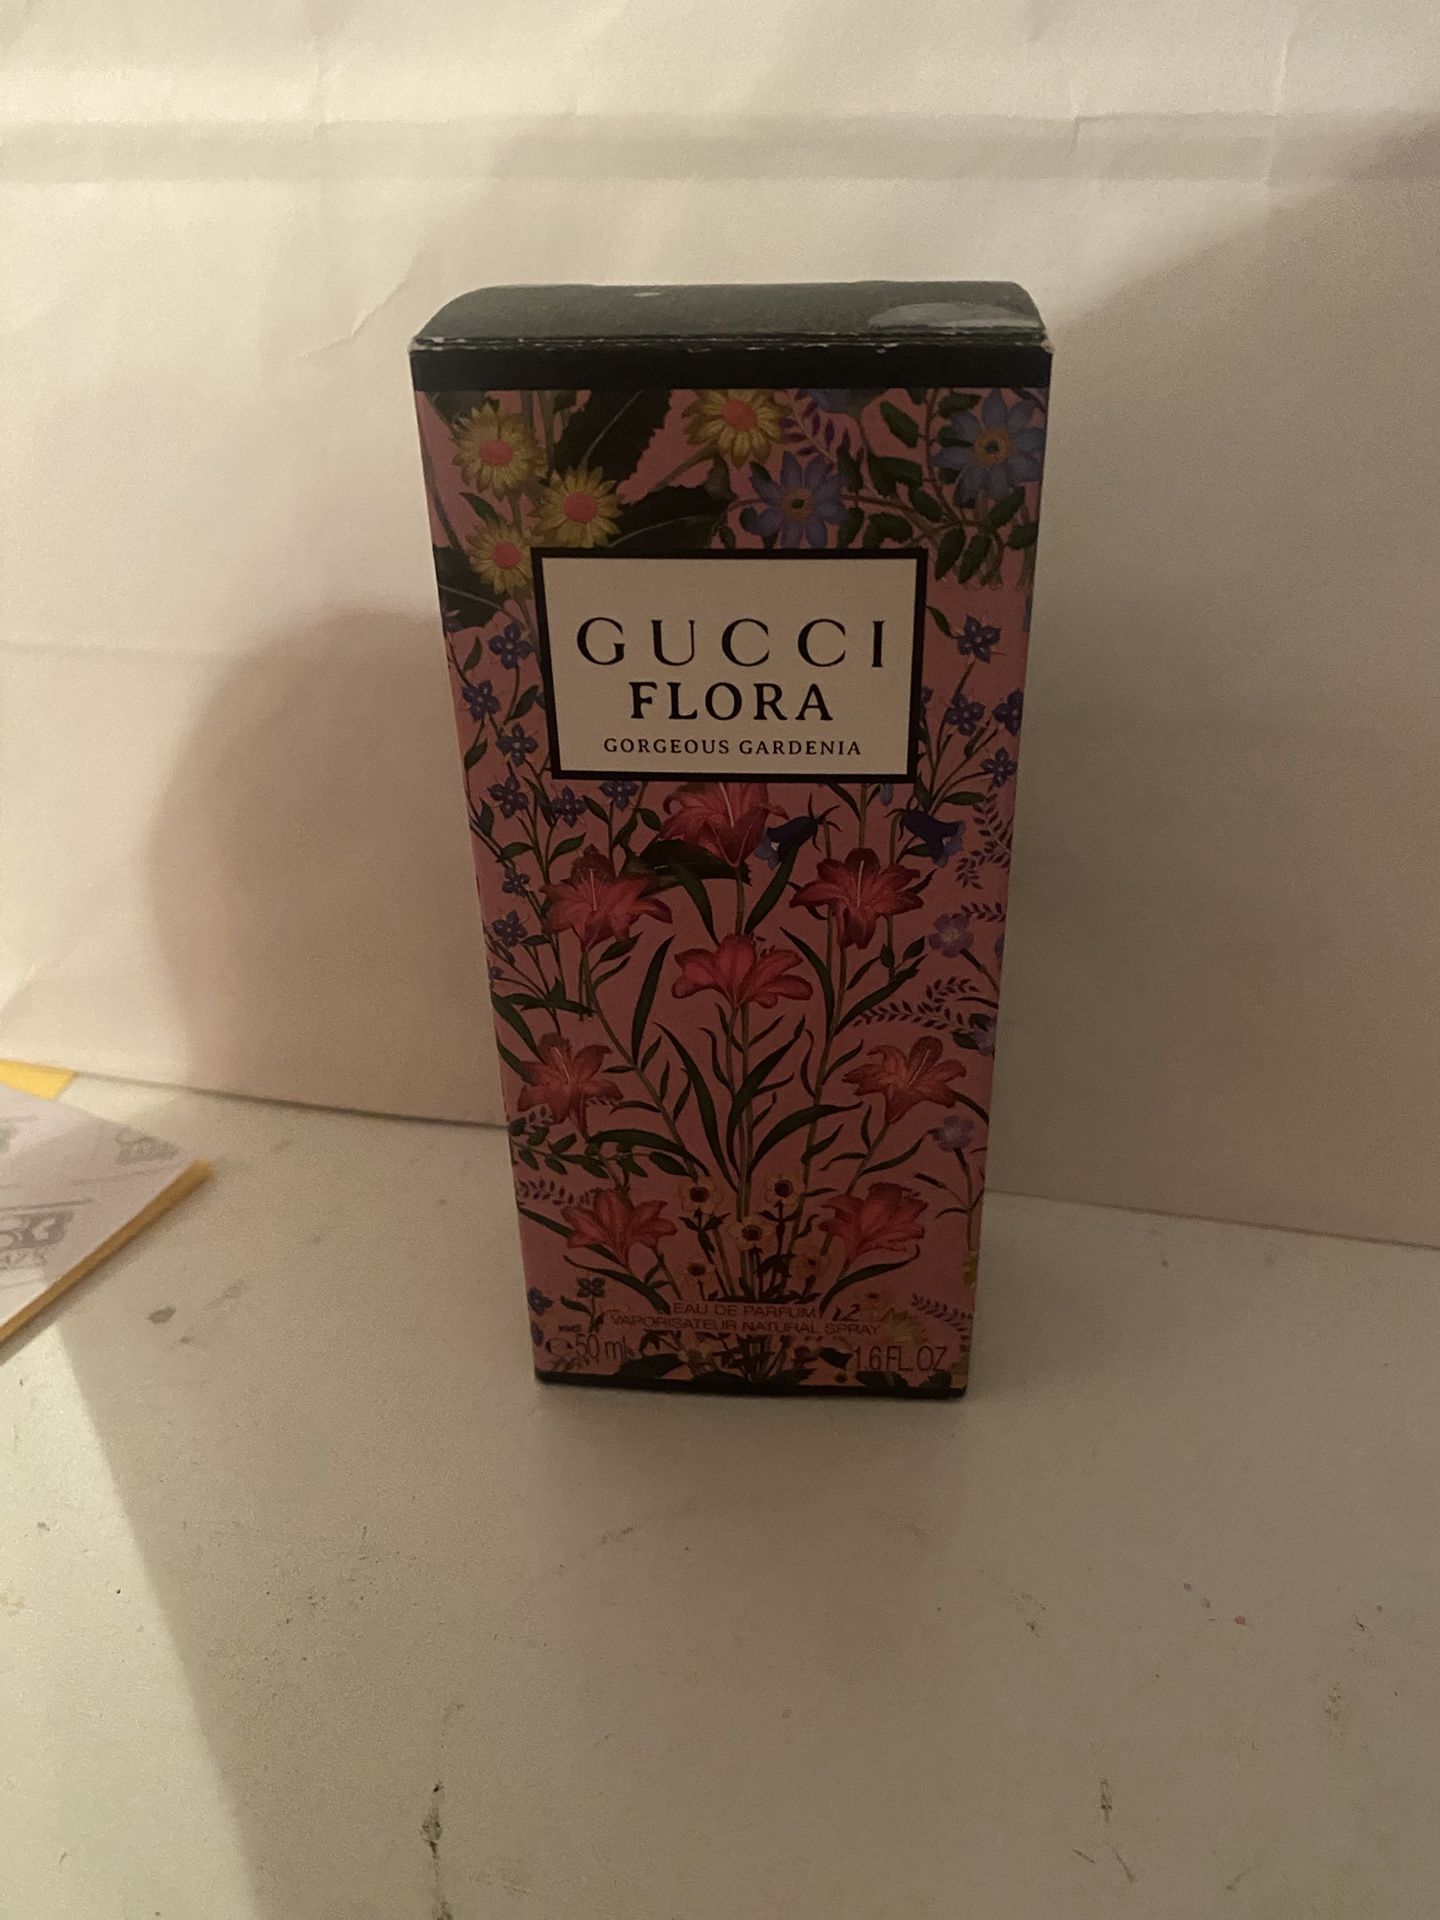 GUCCI
FLORA
GORGEOUS GARDENIA
EAU DE PARFUM
VAPORISATEUR NATURAL SPRAY
℮ 50 ml
1.6 FL.OZ